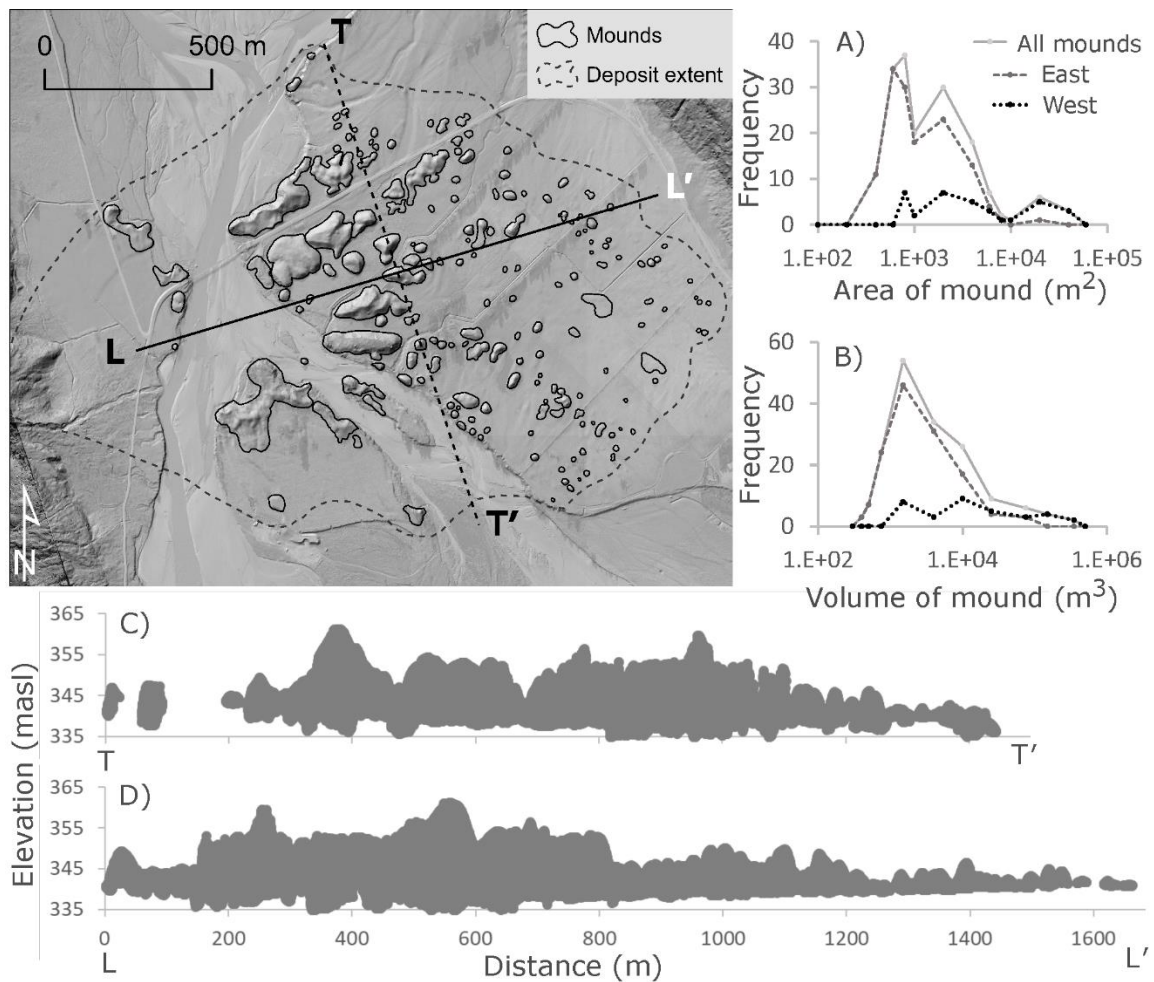 0 500 m
T
Mounds
Deposit extent
L'
L
T'
N
A)
All mounds
East
West
Frequency
40
30
20
10
0
1.E+02 1.E+03 1.E+04 1.E+05
Area of mound (m2)
B)
Frequency
60
40
20
0
1.E+02 1.E+04 1.E+06
Volume of mound (m3)
Elevation (masl)
C)
365
355
345
335
T T'
D)
365
355
345
335
0 200 400 600 800 1000 1200 1400 1600
L Distance (m) L'